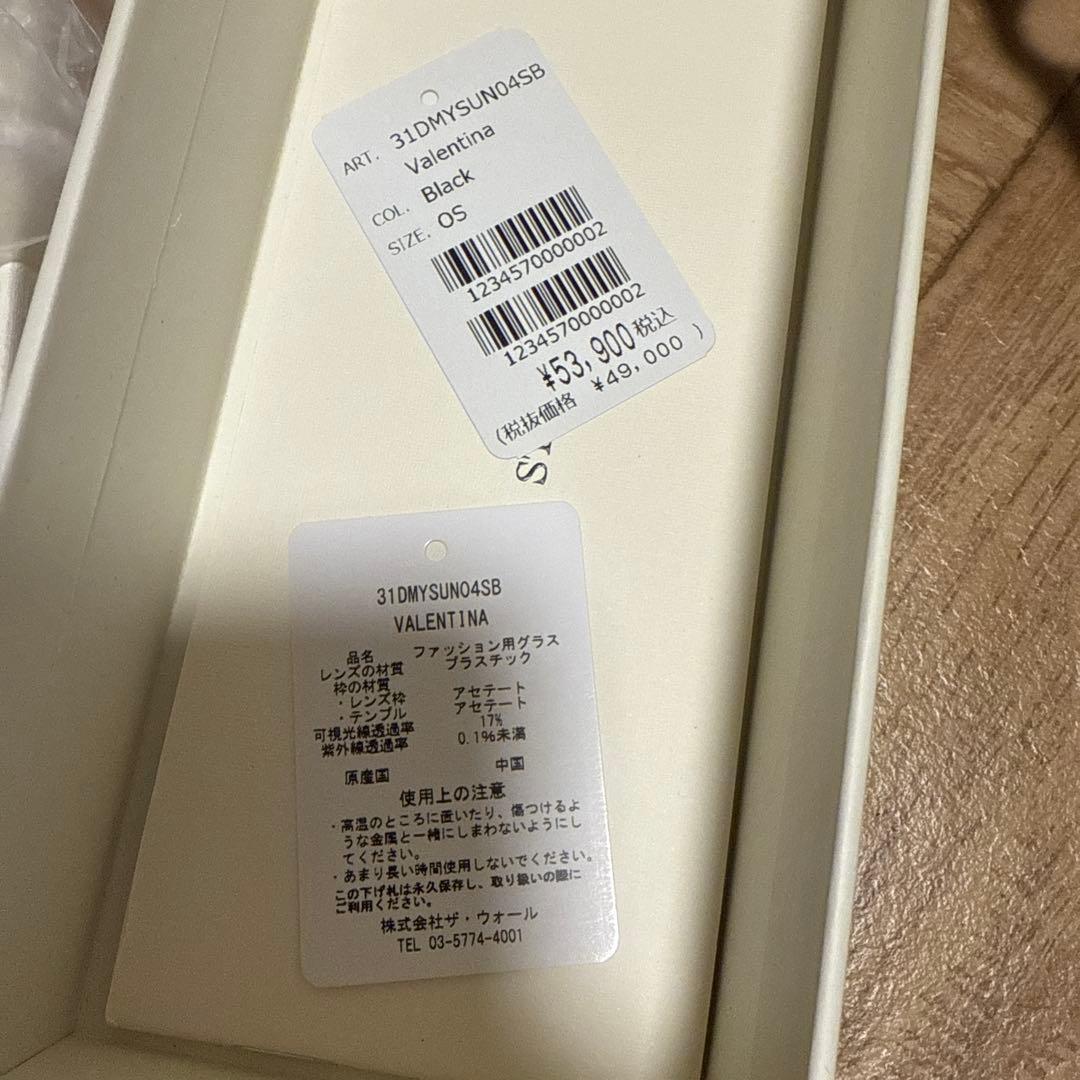 ART. 31DMYSUN04SB
Valentina
COL. Black
SIZE. OS
1234570000002
1234570000002
¥53,900税込
(税抜価格 ¥49,000 )
31DMYSUN04SB
VALENTINA
品名 ファッション用グラス
レンズの材質 プラスチック
枠の材質
・レンズ枠 アセテート
・テンプル アセテート
可視光線透過率 17%
紫外線透過率 0.1%未満
原産国 中国
使用上の注意
・高温のところに置いたり、傷つけるよ
うな金属と一緒にしまわないようにし
てください。
・あまり長い時間使用しないでください。
この下げ札は永久保存し、取り扱いの際に
ご利用ください。
株式会社ザ・ウォール
TEL 03-5774-4001